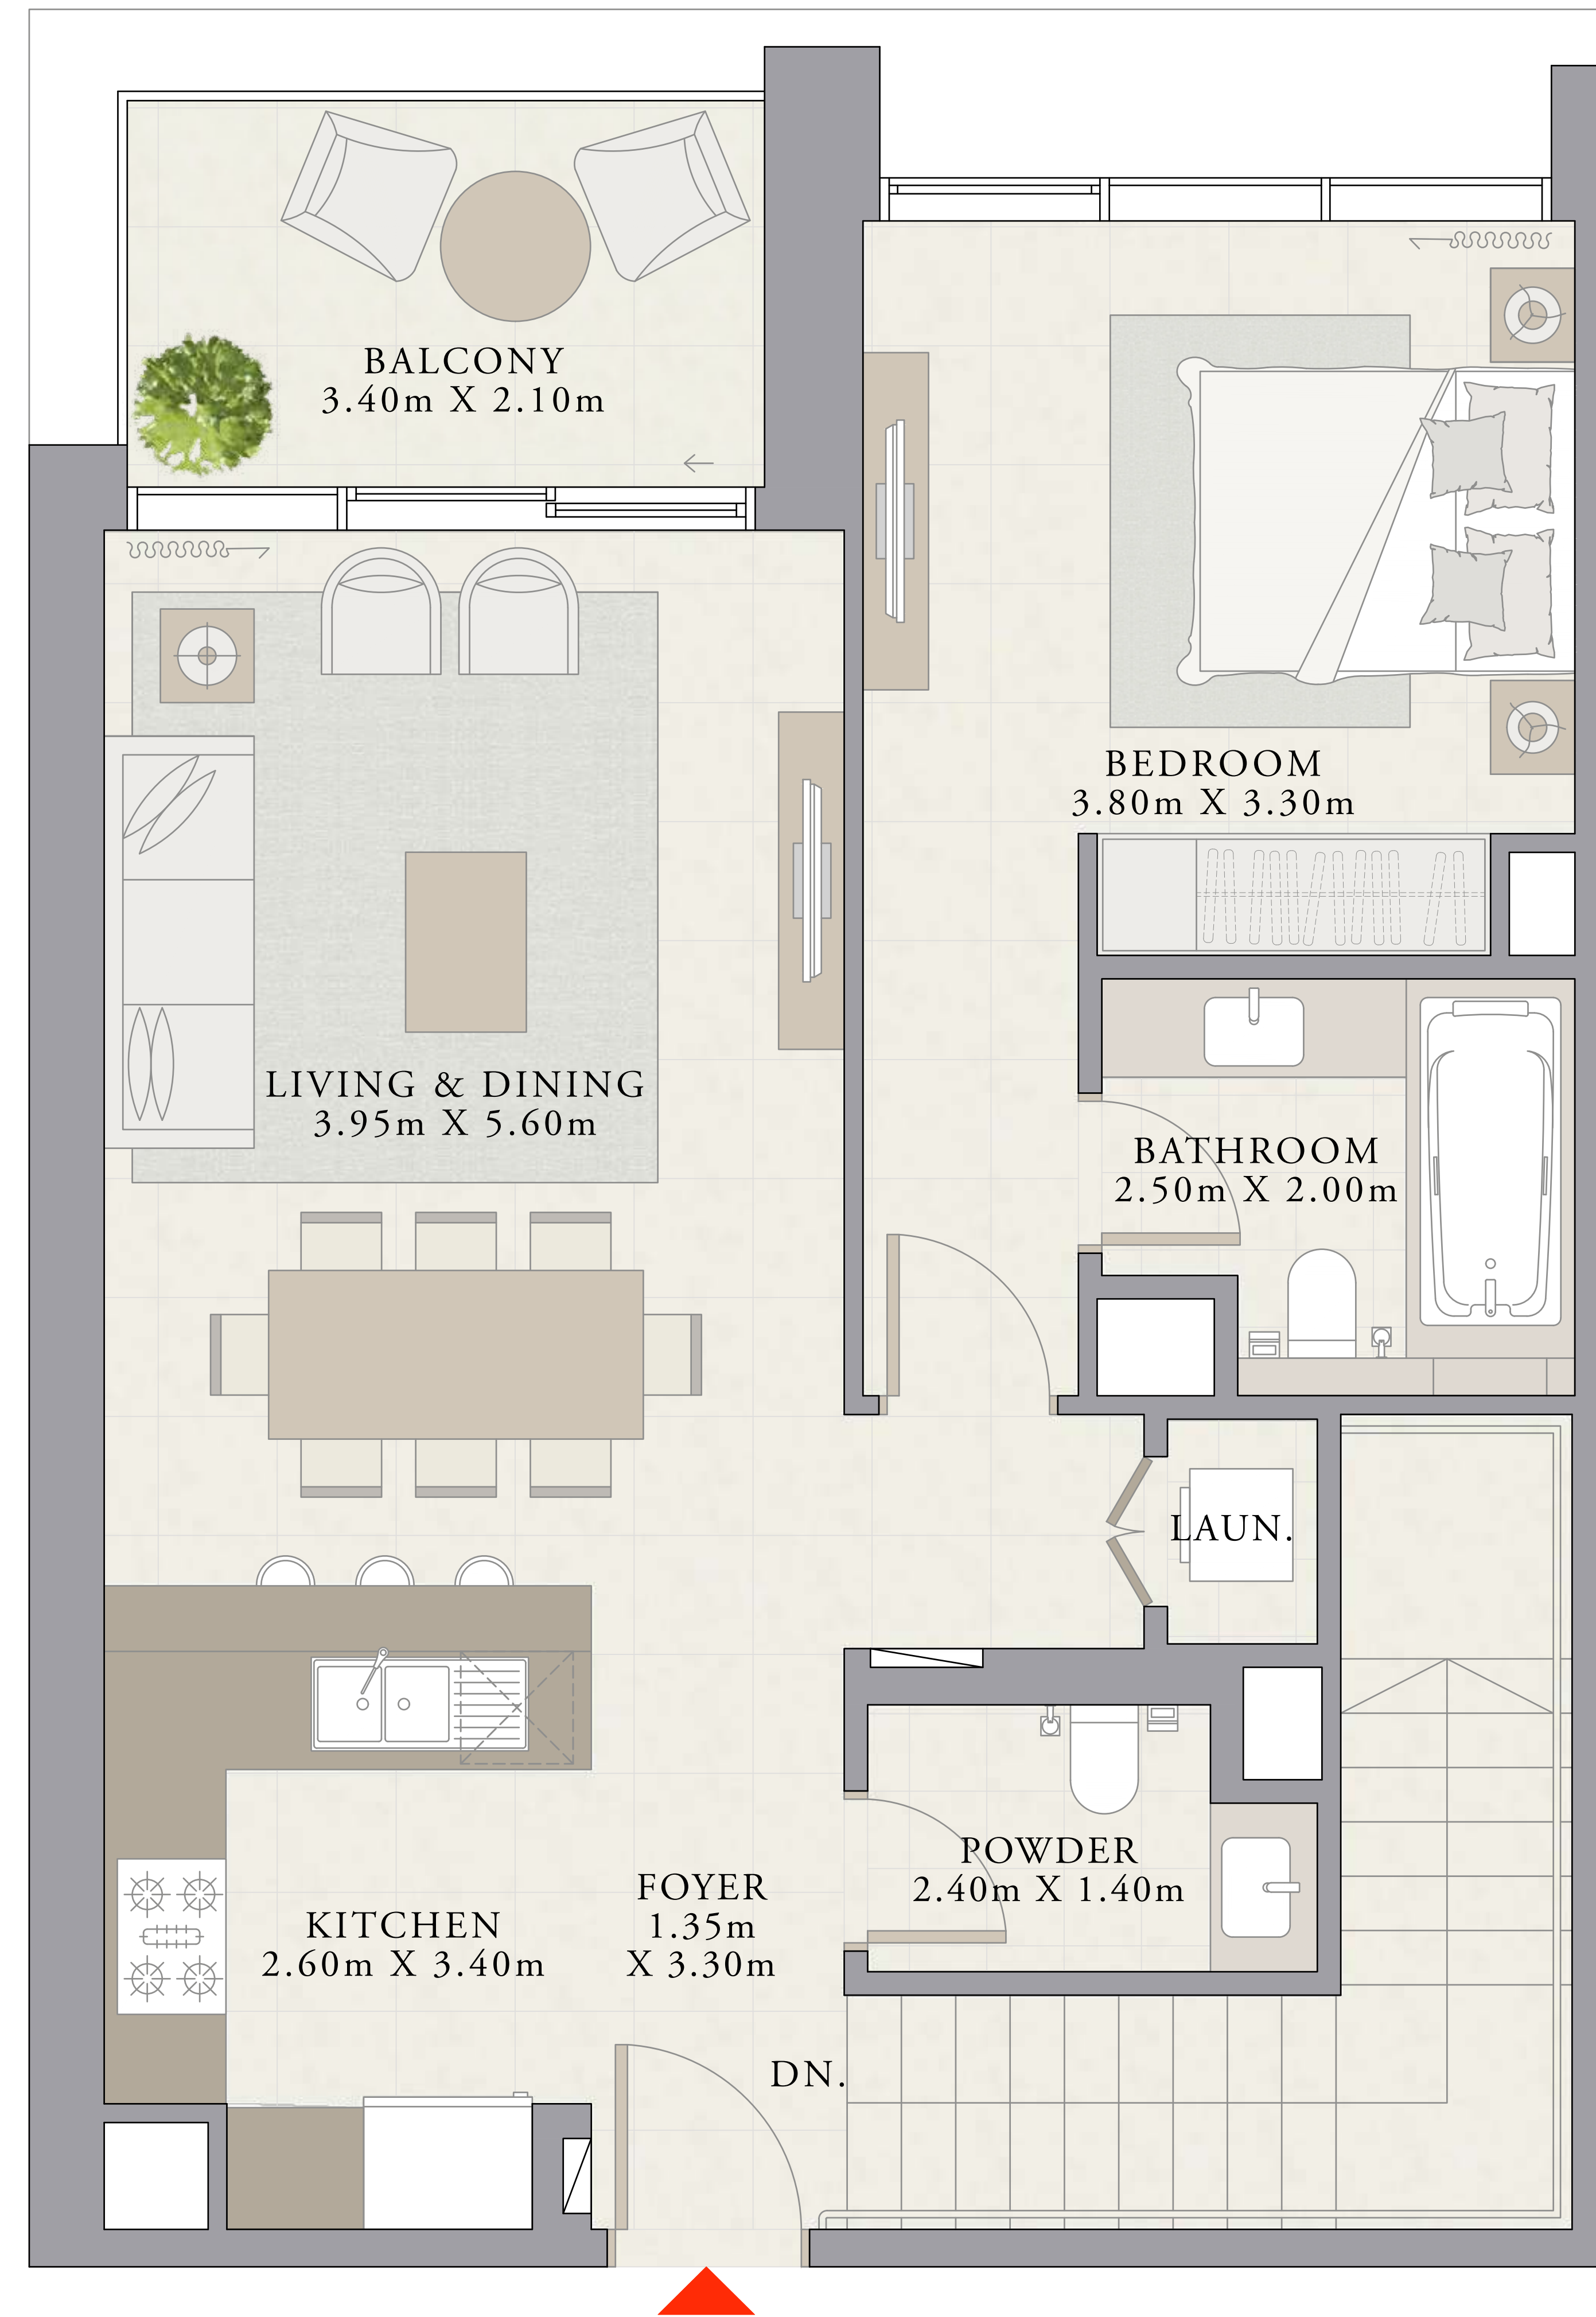 BALCONY
3.40m X 2.10m
BEDROOM
3.80m X 3.30m
LIVING & DINING
3.95m X 5.60m
BATHROOM
2.50m X 2.00m
LAUN.
POWDER
2.40m X 1.40m
FOYER
1.35m
X 3.30m
KITCHEN
2.60m X 3.40m
DN.